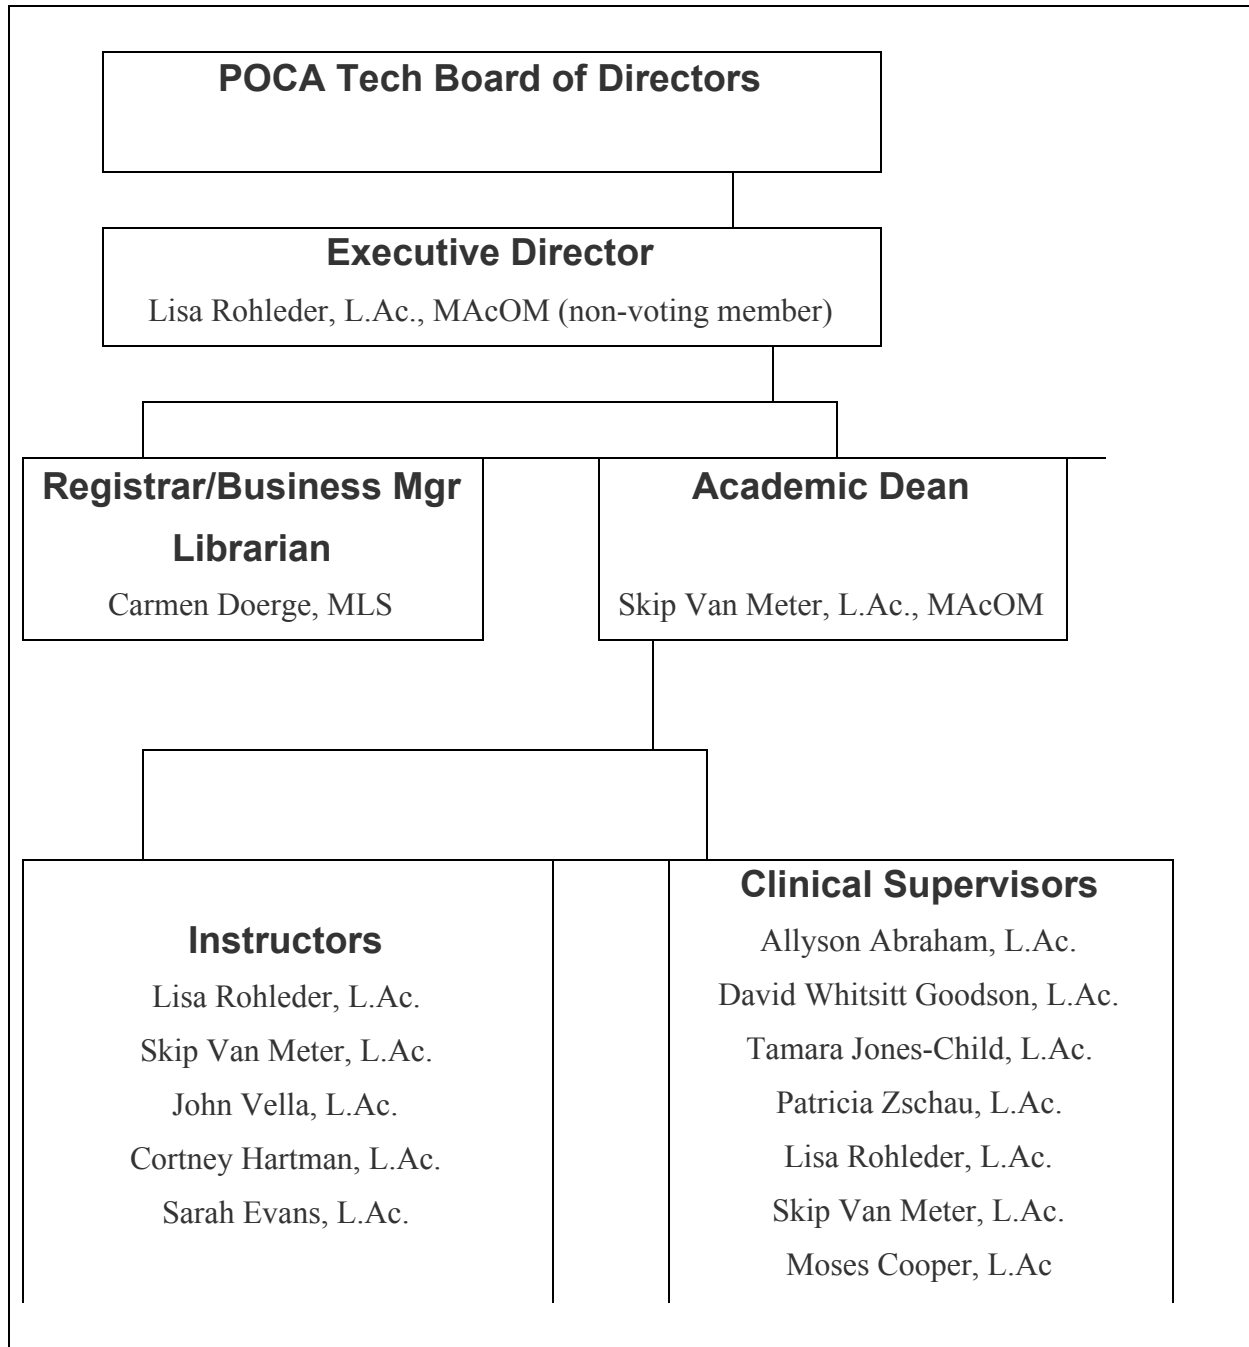 POCA Tech Board of Directors
Executive Director
Lisa Rohleder, L.Ac., MAcOM (non-voting member)
Registrar/Business Mgr
Librarian
Carmen Doerge, MLS
Academic Dean
Skip Van Meter, L.Ac., MAcOM
Instructors
Lisa Rohleder, L.Ac.
Skip Van Meter, L.Ac.
John Vella, L.Ac.
Cortney Hartman, L.Ac.
Sarah Evans, L.Ac.
Clinical Supervisors
Allyson Abraham, L.Ac.
David Whitsitt Goodson, L.Ac.
Tamara Jones-Child, L.Ac.
Patricia Zschau, L.Ac.
Lisa Rohleder, L.Ac.
Skip Van Meter, L.Ac.
Moses Cooper, L.Ac